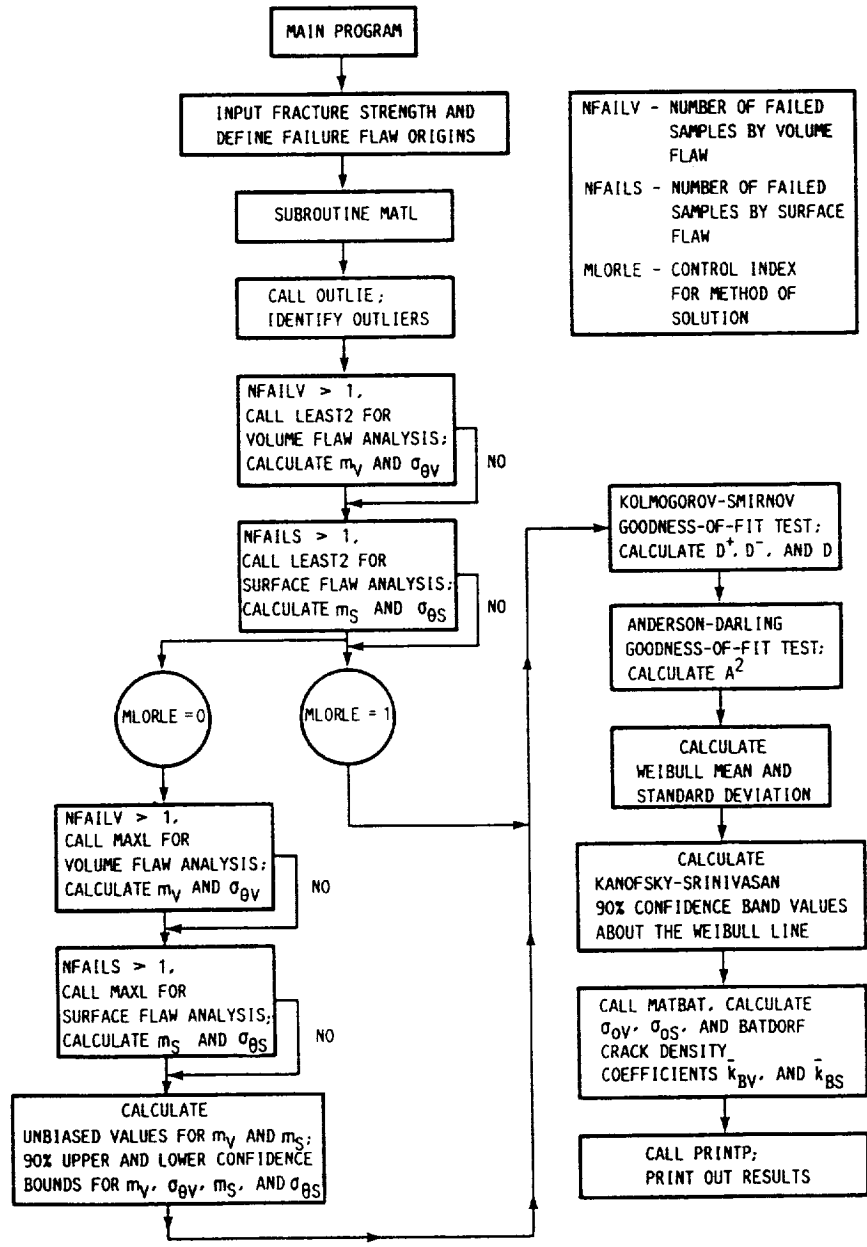 MAIN PROGRAM
INPUT FRACTURE STRENGTH AND
DEFINE FAILURE FLAW ORIGINS
SUBROUTINE MATL
CALL OUTLIE;
IDENTIFY OUTLIERS
NFAILV > 1,
CALL LEAST2 FOR
VOLUME FLAW ANALYSIS;
CALCULATE m_V AND σ_θV
NO
NFAILS > 1,
CALL LEAST2 FOR
SURFACE FLAW ANALYSIS;
CALCULATE m_S AND σ_θS
NO
MLORLE = 0
MLORLE = 1
NFAILV > 1,
CALL MAXL FOR
VOLUME FLAW ANALYSIS;
CALCULATE m_V AND σ_θV
NO
NFAILS > 1,
CALL MAXL FOR
SURFACE FLAW ANALYSIS;
CALCULATE m_S AND σ_θS
NO
CALCULATE
UNBIASED VALUES FOR m_V AND m_S;
90% UPPER AND LOWER CONFIDENCE
BOUNDS FOR m_V, σ_θV, m_S, AND σ_θS
NFAILV - NUMBER OF FAILED
SAMPLES BY VOLUME
FLAW
NFAILS - NUMBER OF FAILED
SAMPLES BY SURFACE
FLAW
MLORLE - CONTROL INDEX
FOR METHOD OF
SOLUTION
KOLMOGOROV-SMIRNOV
GOODNESS-OF-FIT TEST;
CALCULATE D⁺, D⁻, AND D
ANDERSON-DARLING
GOODNESS-OF-FIT TEST;
CALCULATE A²
CALCULATE
WEIBULL MEAN AND
STANDARD DEVIATION
CALCULATE
KANOFSKY-SRINIVASAN
90% CONFIDENCE BAND VALUES
ABOUT THE WEIBULL LINE
CALL MATBAT, CALCULATE
σ_OV, σ_OS, AND BATDORF
CRACK DENSITY
COEFFICIENTS k̄_BV, AND k̄_BS
CALL PRINTP;
PRINT OUT RESULTS